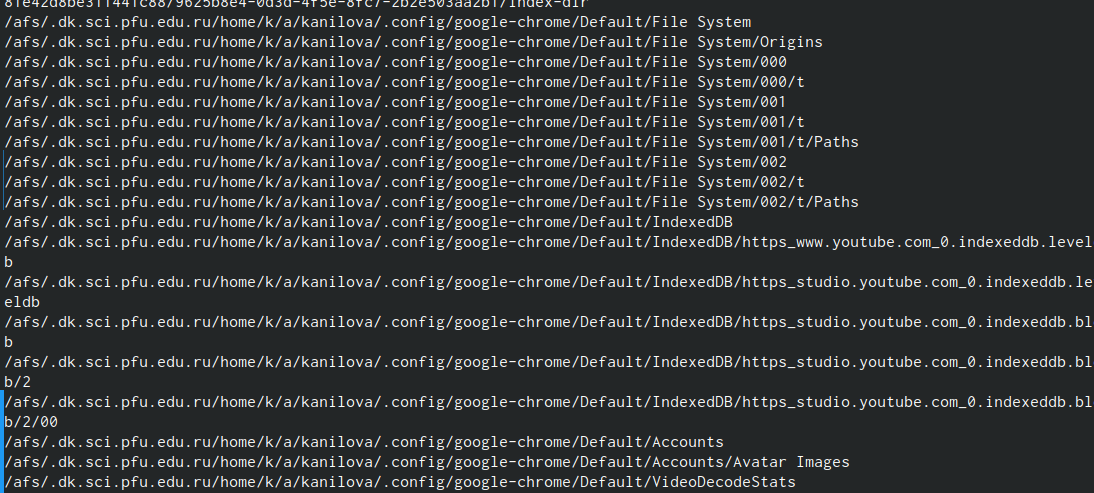 81e42d8be311441c88/9625b8e4-0d3d-4f5e-8fc7-2b2e503aa2b1/index-dir
/afs/.dk.sci.pfu.edu.ru/home/k/a/kanilova/.config/google-chrome/Default/File System
/afs/.dk.sci.pfu.edu.ru/home/k/a/kanilova/.config/google-chrome/Default/File System/Origins
/afs/.dk.sci.pfu.edu.ru/home/k/a/kanilova/.config/google-chrome/Default/File System/000
/afs/.dk.sci.pfu.edu.ru/home/k/a/kanilova/.config/google-chrome/Default/File System/000/t
/afs/.dk.sci.pfu.edu.ru/home/k/a/kanilova/.config/google-chrome/Default/File System/001
/afs/.dk.sci.pfu.edu.ru/home/k/a/kanilova/.config/google-chrome/Default/File System/001/t
/afs/.dk.sci.pfu.edu.ru/home/k/a/kanilova/.config/google-chrome/Default/File System/001/t/Paths
/afs/.dk.sci.pfu.edu.ru/home/k/a/kanilova/.config/google-chrome/Default/File System/002
/afs/.dk.sci.pfu.edu.ru/home/k/a/kanilova/.config/google-chrome/Default/File System/002/t
/afs/.dk.sci.pfu.edu.ru/home/k/a/kanilova/.config/google-chrome/Default/File System/002/t/Paths
/afs/.dk.sci.pfu.edu.ru/home/k/a/kanilova/.config/google-chrome/Default/IndexedDB
/afs/.dk.sci.pfu.edu.ru/home/k/a/kanilova/.config/google-chrome/Default/IndexedDB/https_www.youtube.com_0.indexeddb.level
b
/afs/.dk.sci.pfu.edu.ru/home/k/a/kanilova/.config/google-chrome/Default/IndexedDB/https_studio.youtube.com_0.indexeddb.le
eldb
/afs/.dk.sci.pfu.edu.ru/home/k/a/kanilova/.config/google-chrome/Default/IndexedDB/https_studio.youtube.com_0.indexeddb.bl
b
/afs/.dk.sci.pfu.edu.ru/home/k/a/kanilova/.config/google-chrome/Default/IndexedDB/https_studio.youtube.com_0.indexeddb.bl
b/2
/afs/.dk.sci.pfu.edu.ru/home/k/a/kanilova/.config/google-chrome/Default/IndexedDB/https_studio.youtube.com_0.indexeddb.bl
b/2/00
/afs/.dk.sci.pfu.edu.ru/home/k/a/kanilova/.config/google-chrome/Default/Accounts
/afs/.dk.sci.pfu.edu.ru/home/k/a/kanilova/.config/google-chrome/Default/Accounts/Avatar Images
/afs/.dk.sci.pfu.edu.ru/home/k/a/kanilova/.config/google-chrome/Default/VideoDecodeStats